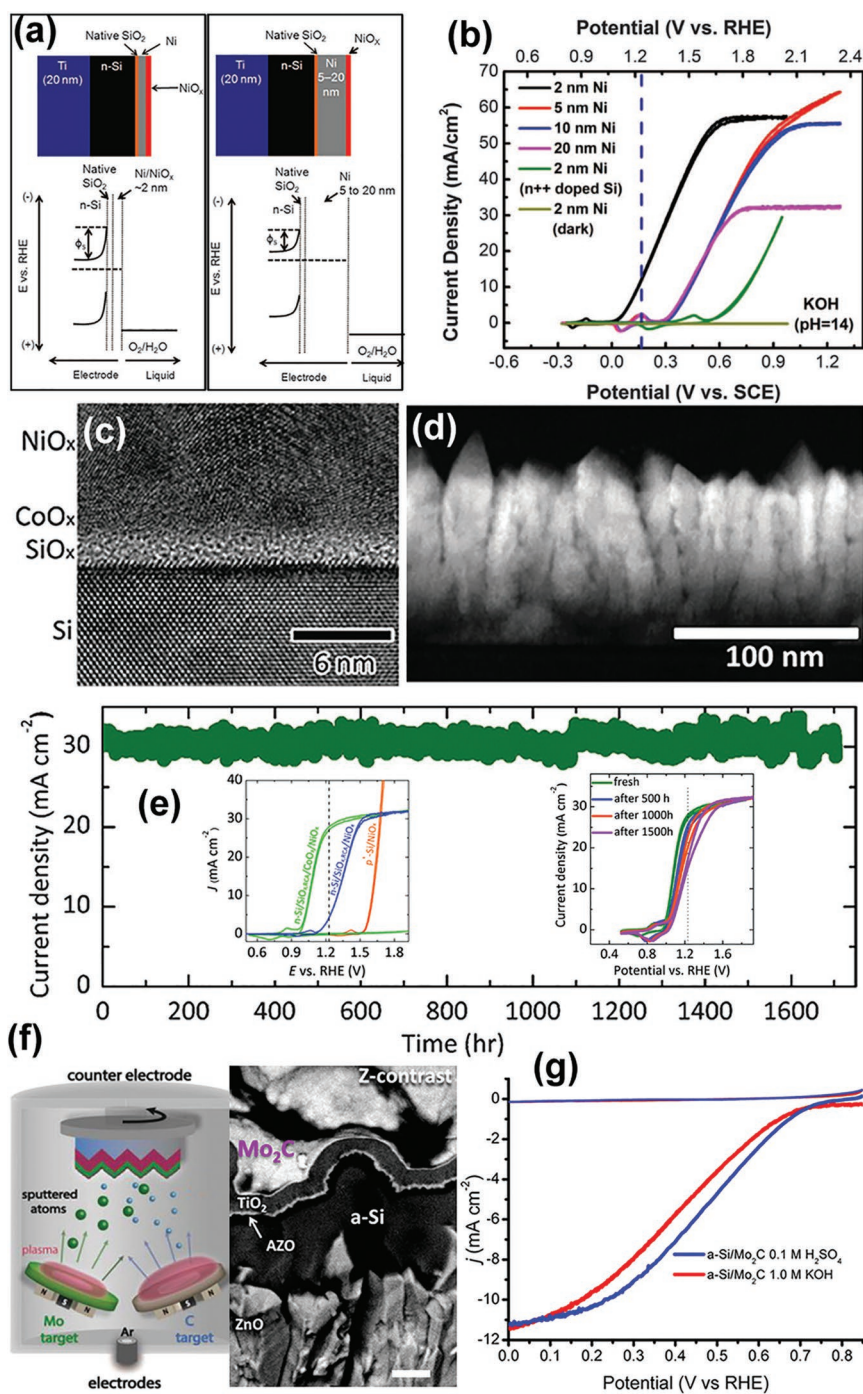 (a)
Native SiO2
Ni
Ti
(20 nm)
n-Si
NiOx
Native
SiO2
Ni/NiOx
~2 nm
n-Si
(-)
E vs. RHE
(+)
ϕs
O2/H2O
Electrode
Liquid
Native SiO2
NiOx
Ti
(20 nm)
n-Si
Ni
5–20
nm
Native
SiO2
Ni
5 to 20 nm
n-Si
(-)
E vs. RHE
(+)
ϕs
O2/H2O
Electrode
Liquid
(b)
Potential (V vs. RHE)
0.6 0.9 1.2 1.5 1.8 2.1 2.4
Current Density (mA/cm2)
70
60
50
40
30
20
10
0
2 nm Ni
5 nm Ni
10 nm Ni
20 nm Ni
2 nm Ni
(n++ doped Si)
2 nm Ni
(dark)
KOH
(pH=14)
-0.6 -0.3 0.0 0.3 0.6 0.9 1.2
Potential (V vs. SCE)
(c)
NiOx
CoOx
SiOx
Si
6 nm
(d)
100 nm
(e)
Current density (mA cm-2)
30
20
10
0
J (mA cm-2)
40
30
20
10
0
n-Si/SiOx,RCA/CoOx/NiOx
n-Si/SiOx,RCA/NiOx
p+-Si/NiOx
0.6 0.9 1.2 1.5 1.8
E vs. RHE (V)
fresh
after 500 h
after 1000h
after 1500h
Current density (mA cm-2)
30
20
10
0
0.4 0.8 1.2 1.6
Potential vs. RHE (V)
0 200 400 600 800 1000 1200 1400 1600
Time (hr)
(f)
counter electrode
sputtered
atoms
plasma
N S N
N S N
Mo
target
Ar
C
target
electrodes
Z-contrast
Mo2C
TiO2
AZO
a-Si
ZnO
(g)
j (mA cm-2)
0
-2
-4
-6
-8
-10
-12
a-Si/Mo2C 0.1 M H2SO4
a-Si/Mo2C 1.0 M KOH
0.0 0.1 0.2 0.3 0.4 0.5 0.6 0.7 0.8
Potential (V vs RHE)